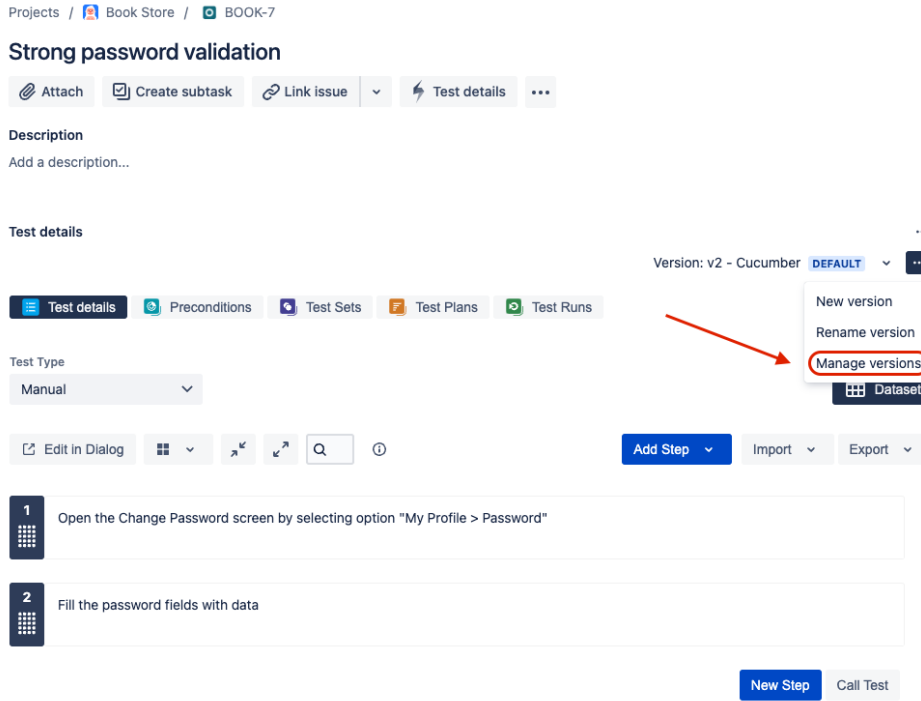 Projects / Book Store / BOOK-7
Strong password validation
Attach Create subtask Link issue Test details
Description
Add a description...
Test details
Version: v2 - Cucumber DEFAULT
New version
Test details Preconditions Test Sets Test Plans Test Runs
Rename version
Test Type
Manage versions
Manual
Dataset
Edit in Dialog Add Step Import Export
1 Open the Change Password screen by selecting option "My Profile > Password"
2 Fill the password fields with data
New Step Call Test